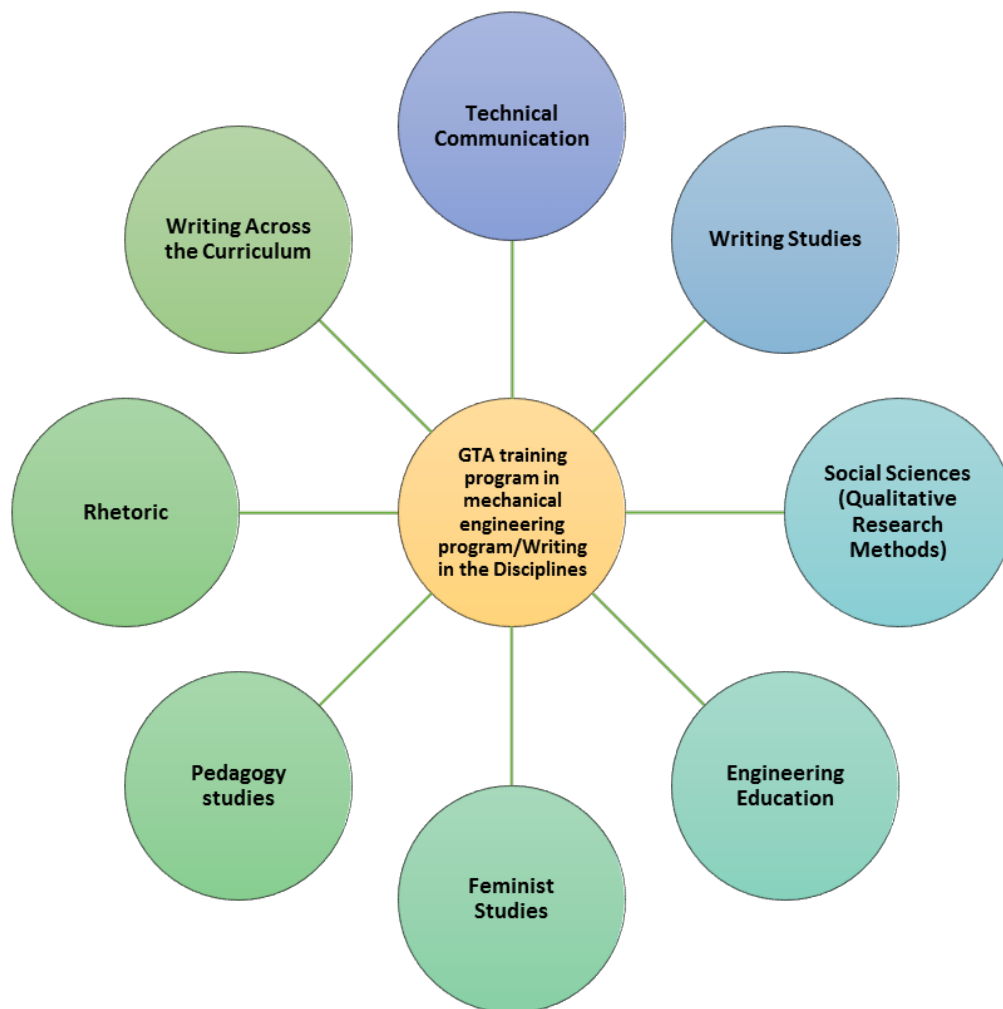 Technical
Communication
Writing Studies
Social Sciences
(Qualitative
Research
Methods)
Engineering
Education
Feminist
Studies
Pedagogy
studies
Rhetoric
Writing Across
the Curriculum
GTA training
program in
mechanical
engineering
program/Writing
in the Disciplines